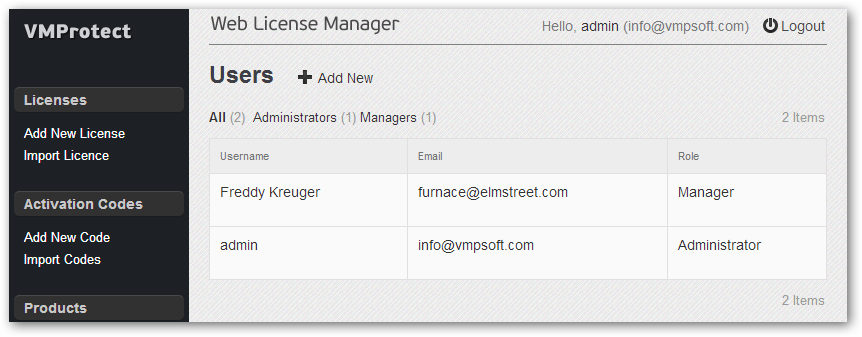 VMProtect
Web License Manager
Hello, admin (info@vmpsoft.com) Logout
Users Add New
Licenses
All (2) Administrators (1) Managers (1) 2 Items
Add New License
Import Licence
Username Email Role
Freddy Kreuger furnace@elmstreet.com Manager
Activation Codes
Add New Code
Import Codes
admin info@vmpsoft.com Administrator
Products
2 Items